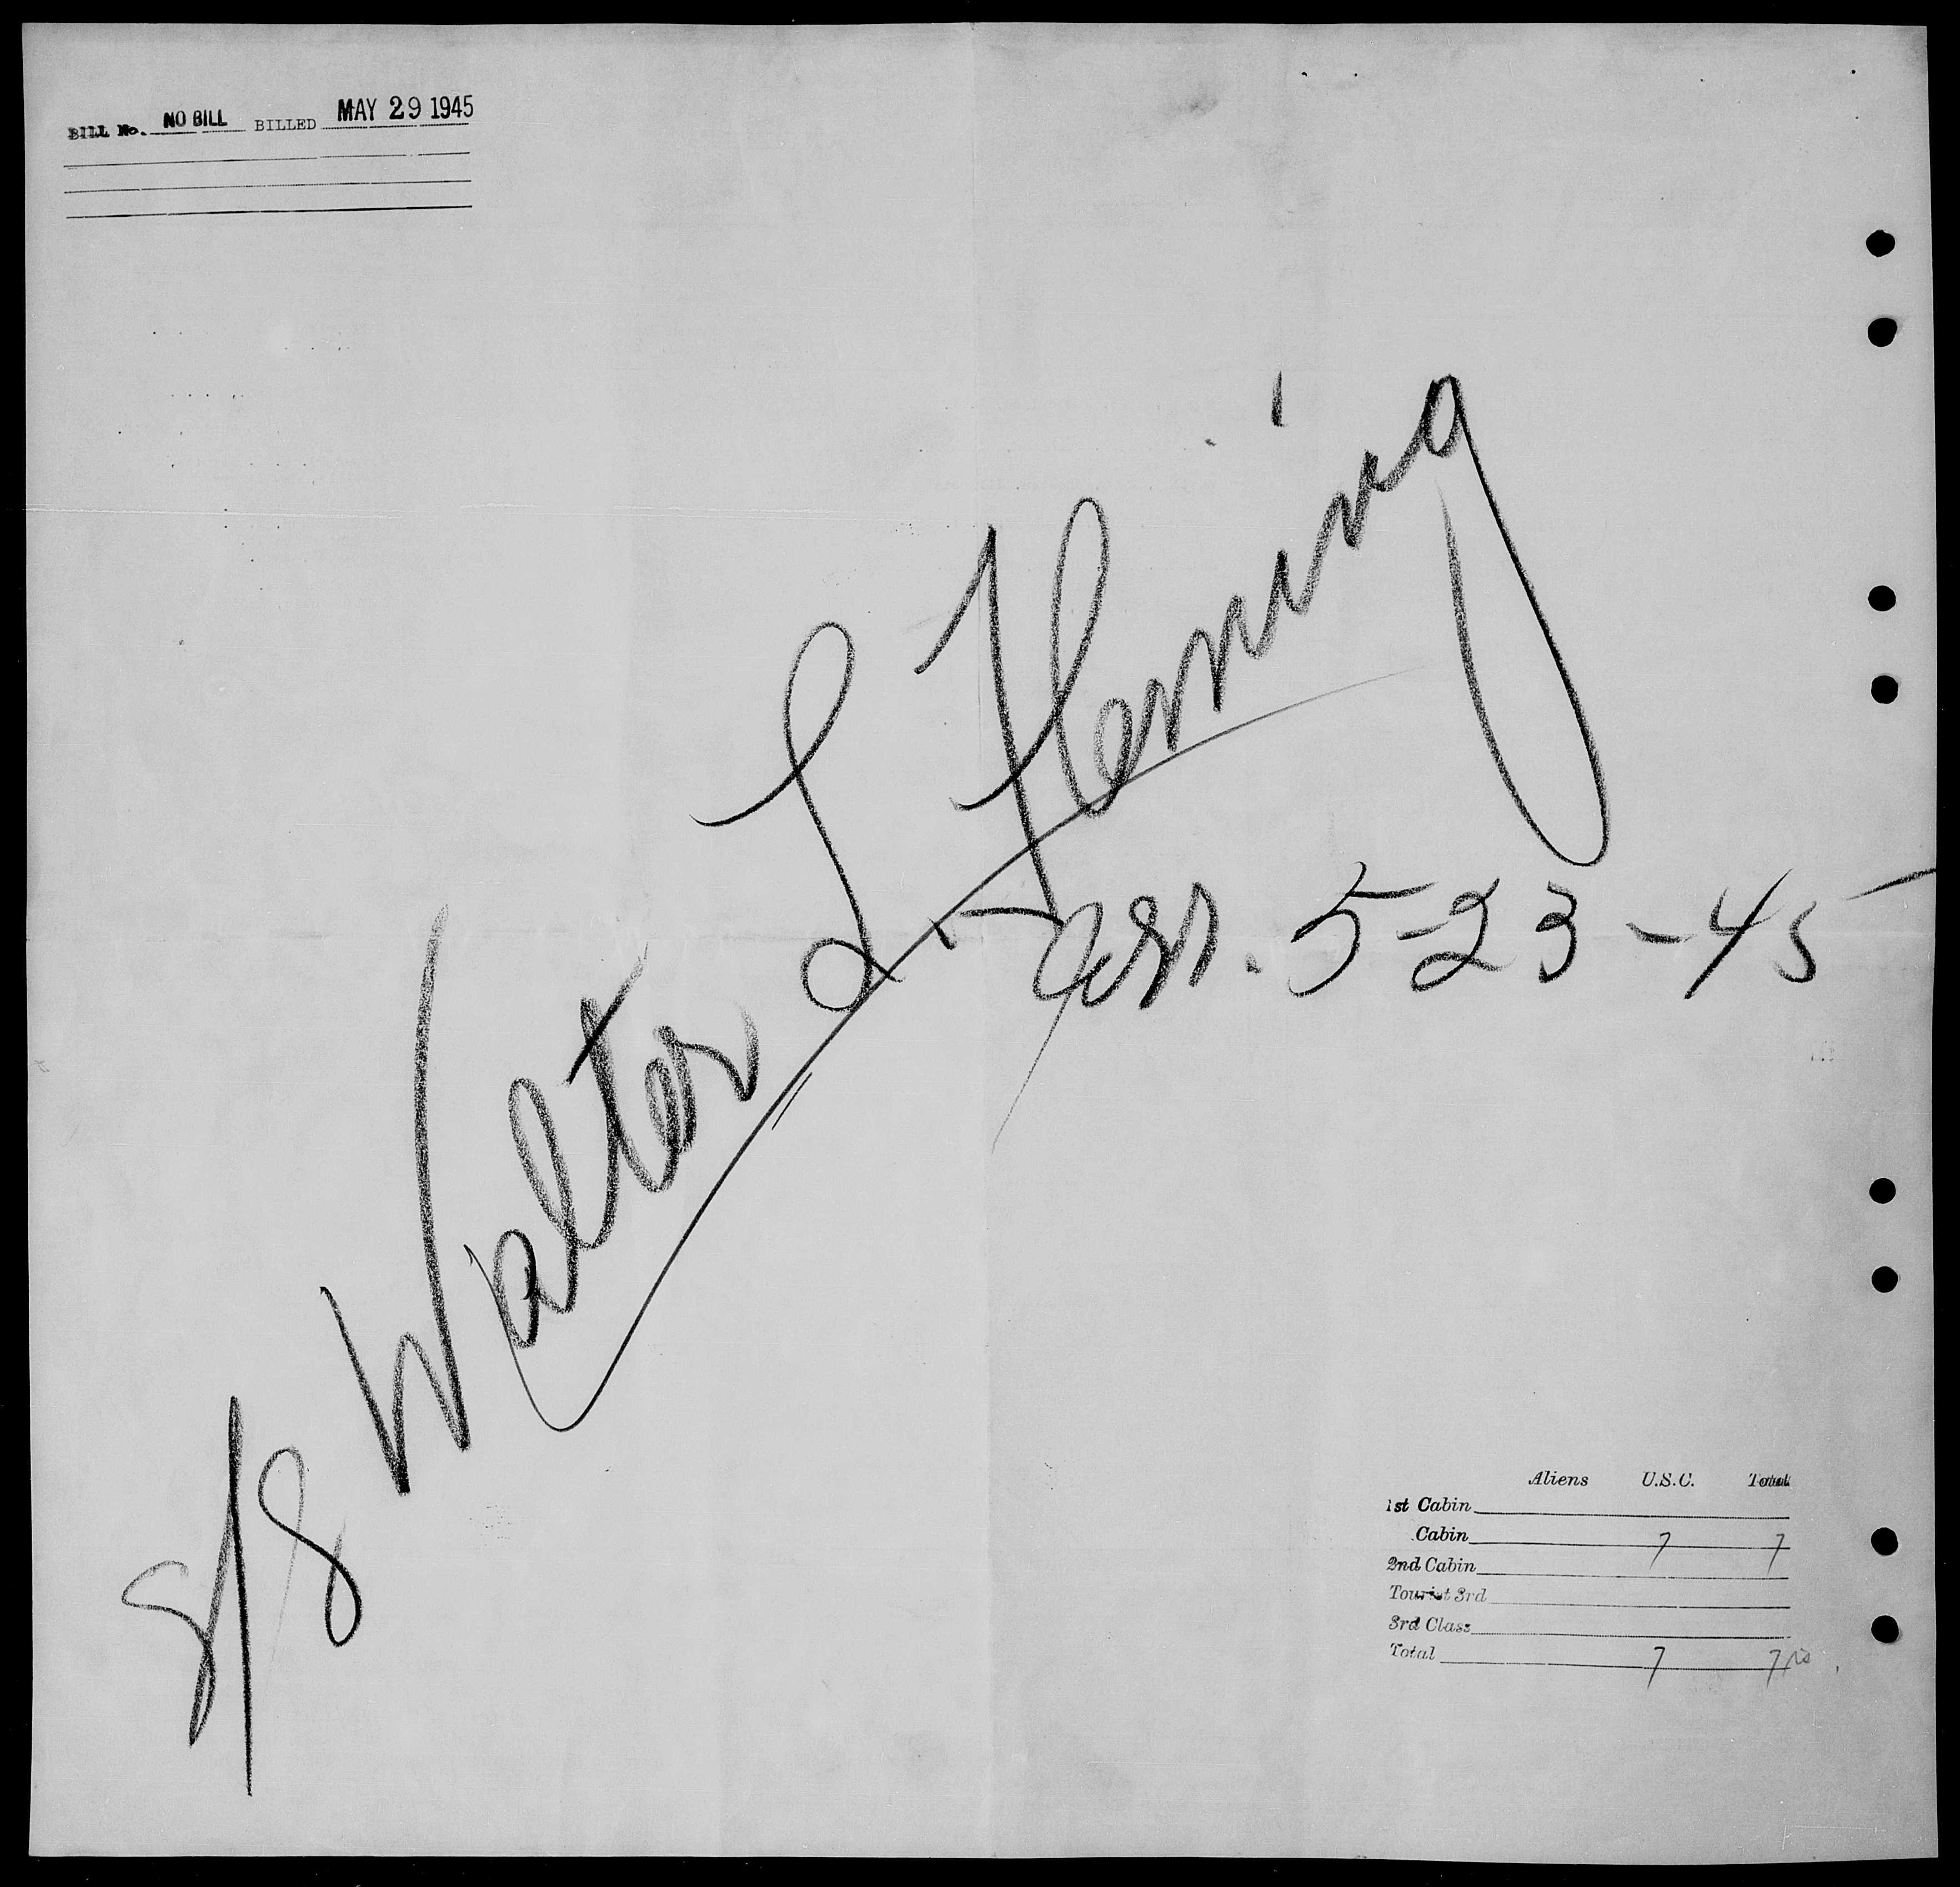 BILL No. NO BILL BILLED MAY 29 1945
S/S Walter L Fleming
arr. 5-23-45
Aliens U.S.C. Total
1st Cabin
Cabin 7 7
2nd Cabin
Tourist 3rd
3rd Class
Total 7 7